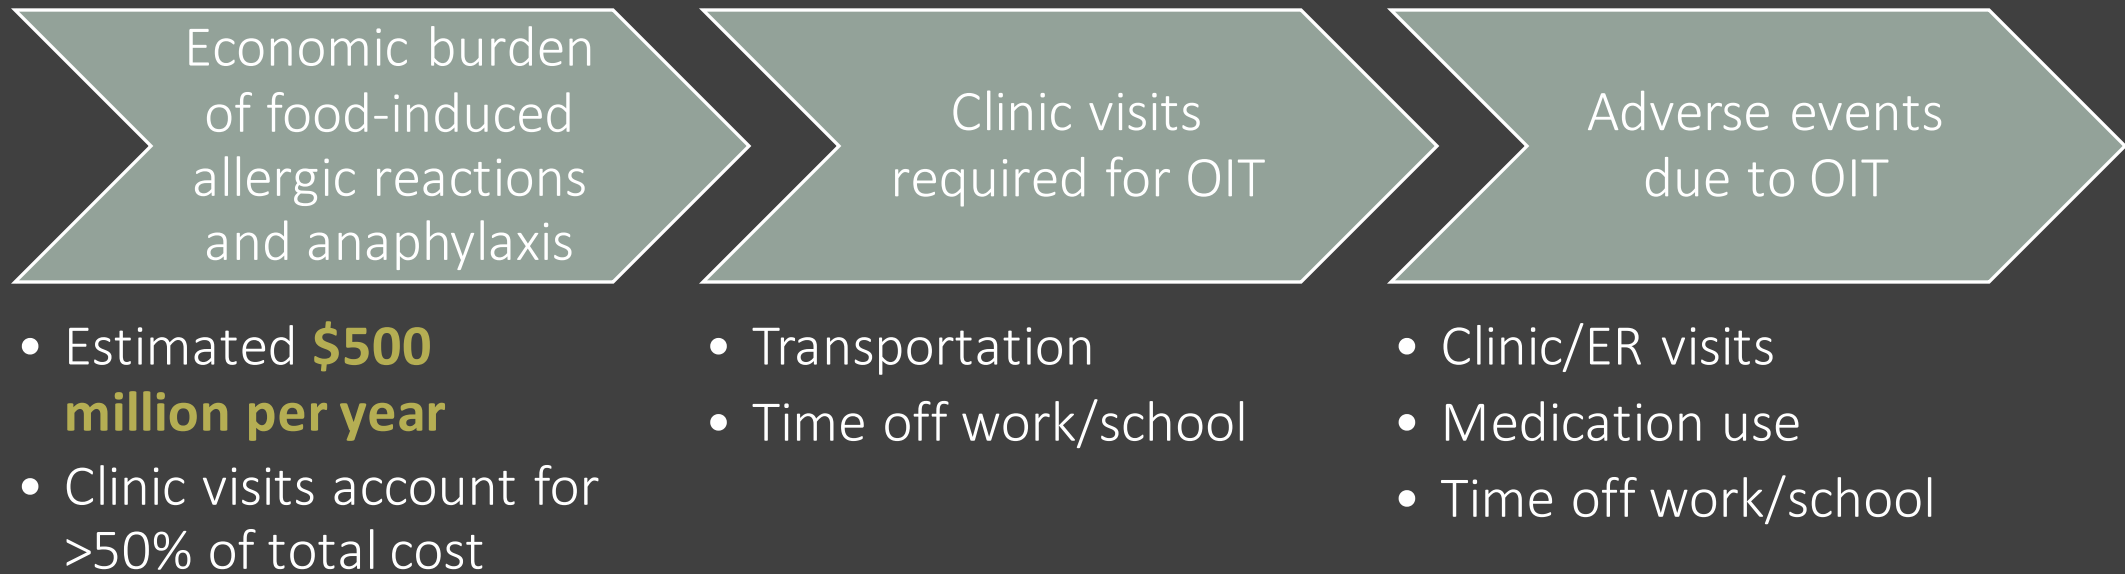 Economic burden
of food-induced
allergic reactions
and anaphylaxis
• Estimated $500
million per year
• Clinic visits account for
>50% of total cost
Clinic visits
required for OIT
• Transportation
• Time off work/school
Adverse events
due to OIT
• Clinic/ER visits
• Medication use
• Time off work/school